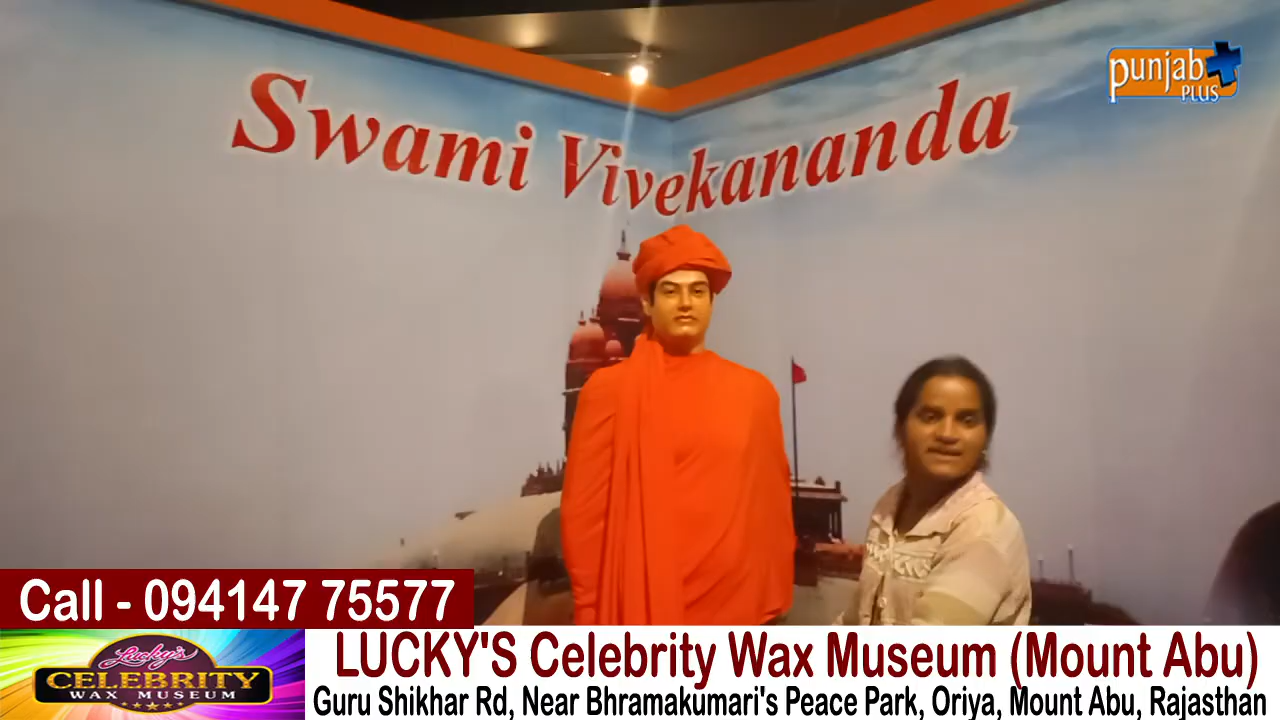 Swami Vivekananda
punjab
PLUS
Call - 094147 75577
Lucky's
CELEBRITY
WAX MUSEUM
LUCKY'S Celebrity Wax Museum (Mount Abu)
Guru Shikhar Rd, Near Bhramakumari's Peace Park, Oriya, Mount Abu, Rajasthan